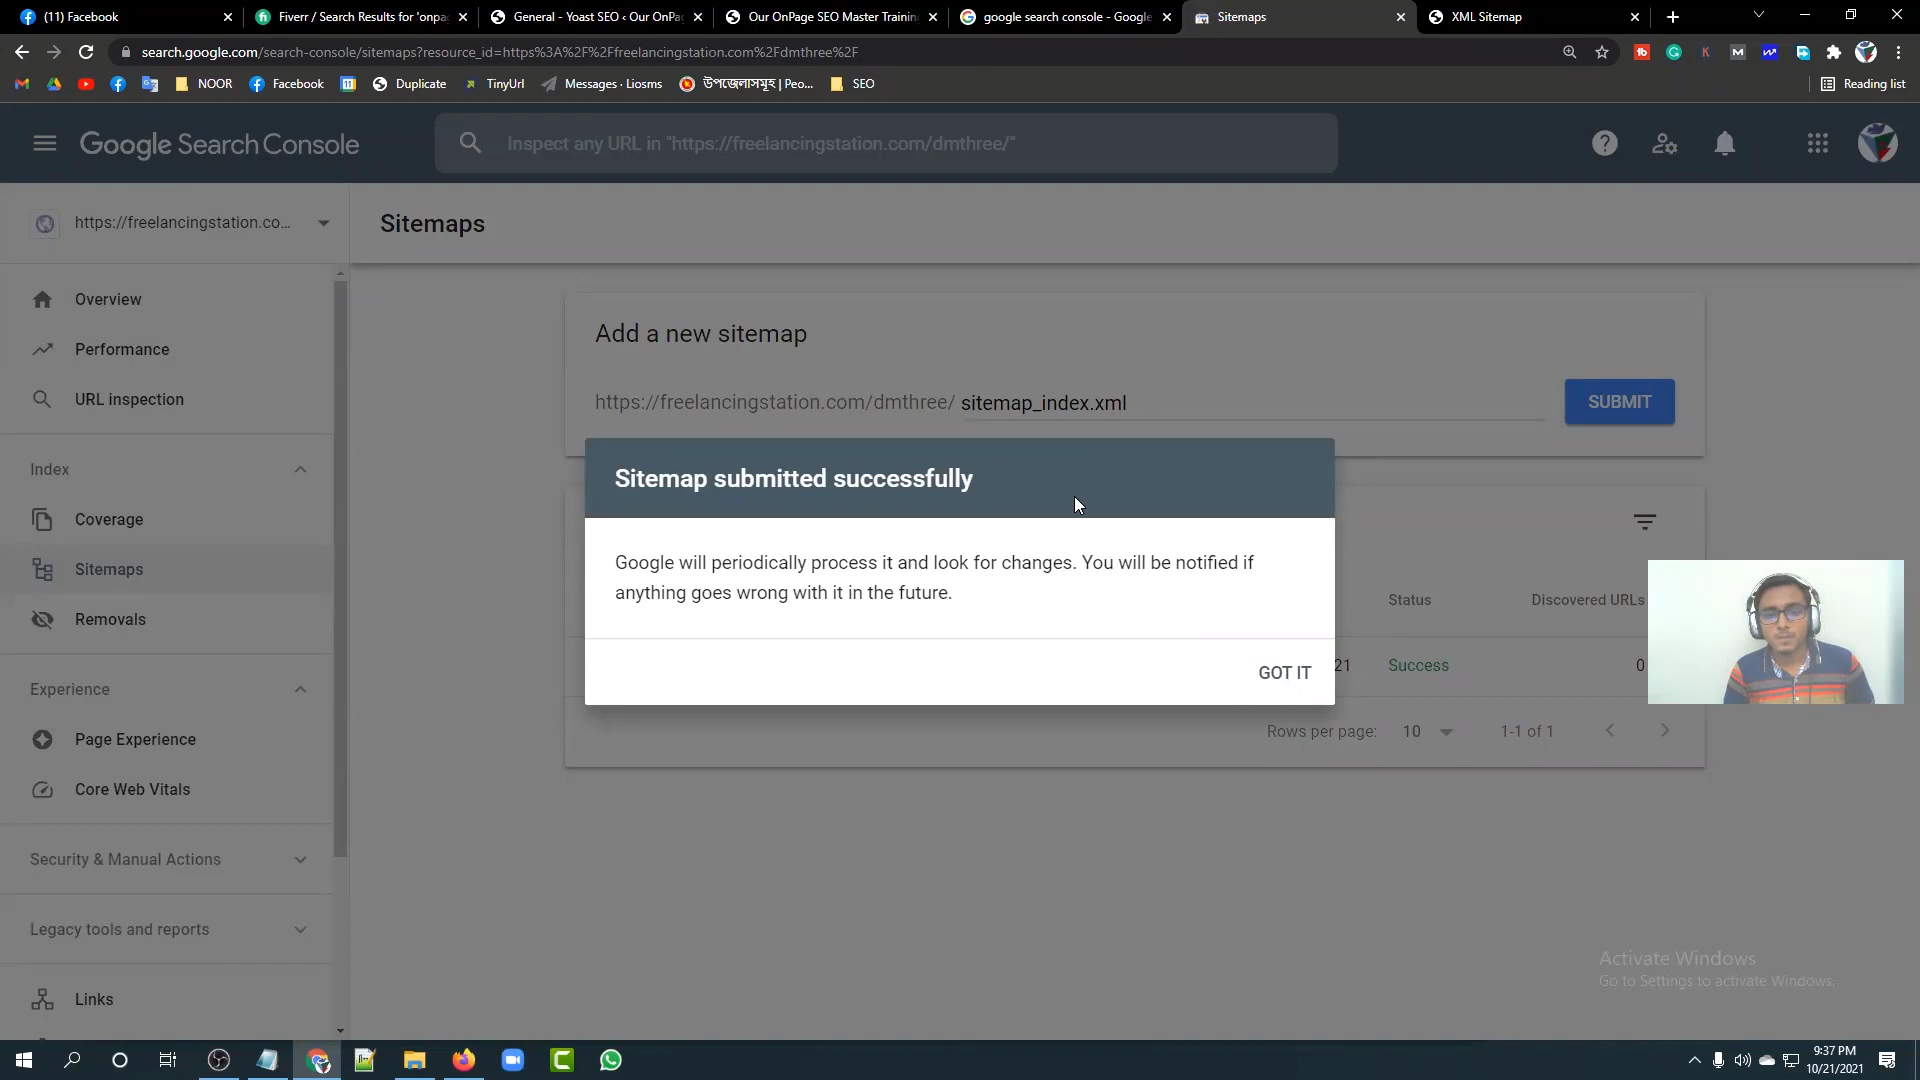 (11) Facebook
Fiverr / Search Results for 'onpa
General - Yoast SEO ‹ Our OnPa
Our OnPage SEO Master Trainin
google search console - Google
Sitemaps
XML Sitemap
search.google.com/search-console/sitemaps?resource_id=https%3A%2F%2Ffreelancingstation.com%2Fdmthree%2F
NOOR
Facebook
Duplicate
TinyUrl
Messages · Liosms
উপজেলাসমূহ | Peo...
SEO
Reading list
Google Search Console
Inspect any URL in "https://freelancingstation.com/dmthree/"
https://freelancingstation.co...
Sitemaps
Overview
Performance
URL inspection
Index
Coverage
Sitemaps
Removals
Experience
Page Experience
Core Web Vitals
Security & Manual Actions
Legacy tools and reports
Links
Add a new sitemap
https://freelancingstation.com/dmthree/ sitemap_index.xml
SUBMIT
Sitemap submitted successfully
Google will periodically process it and look for changes. You will be notified if
anything goes wrong with it in the future.
GOT IT
Status
Discovered URLs
21
Success
0
Rows per page: 10
1-1 of 1
Activate Windows
Go to Settings to activate Windows.
9:37 PM
10/21/2021